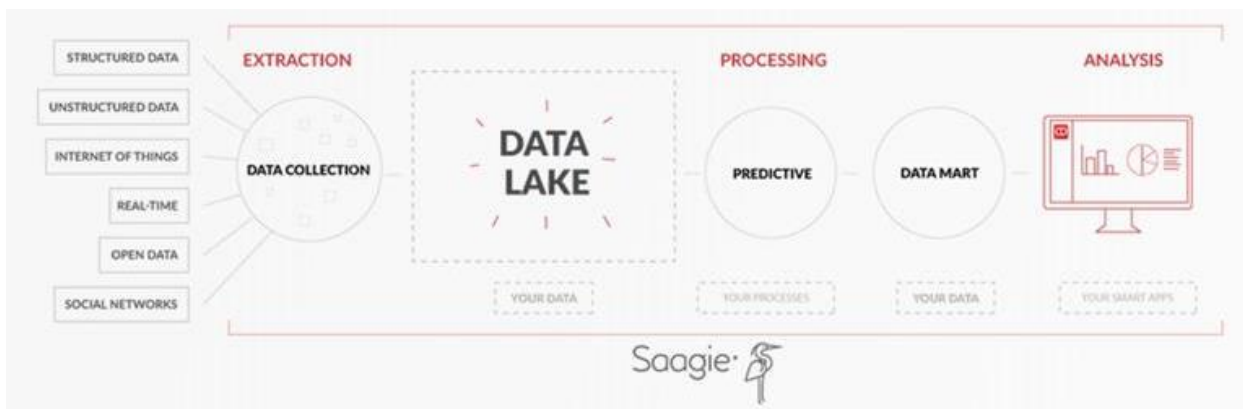 STRUCTURED DATA
UNSTRUCTURED DATA
INTERNET OF THINGS
REAL-TIME
OPEN DATA
SOCIAL NETWORKS
EXTRACTION
DATA COLLECTION
DATA
LAKE
YOUR DATA
PROCESSING
PREDICTIVE
YOUR PROCESSES
DATA MART
YOUR DATA
ANALYSIS
YOUR SMART APPS
Saagie